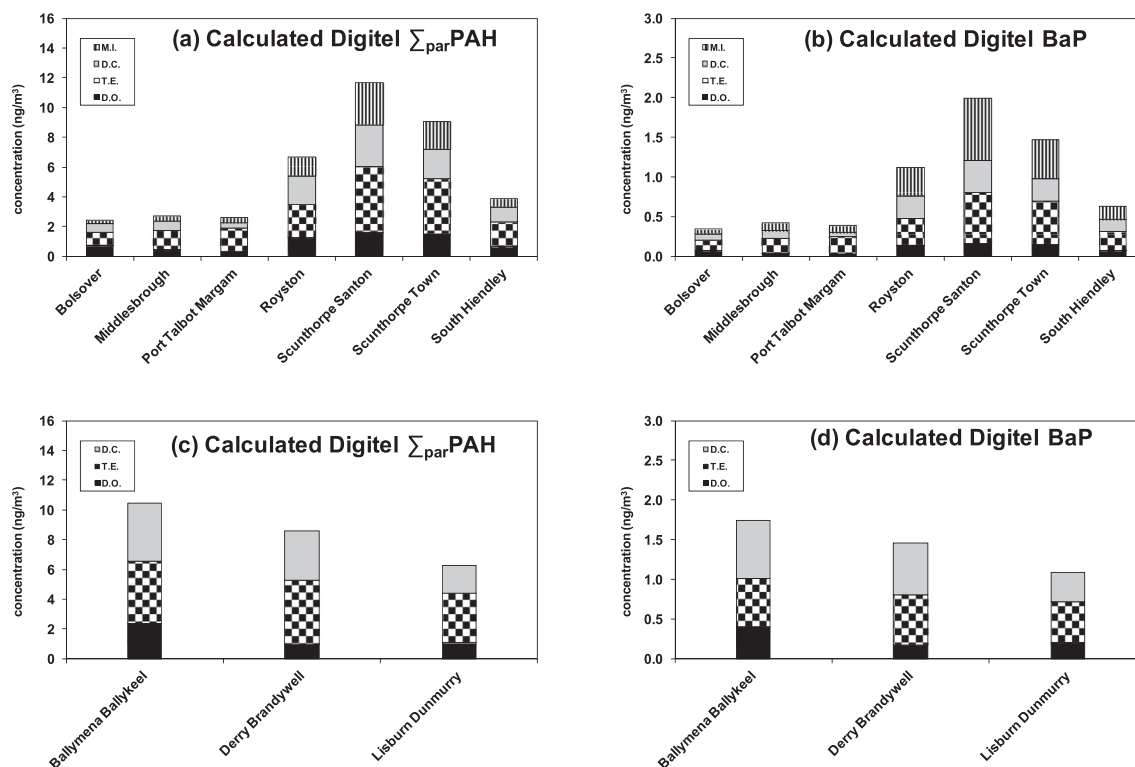 (a) Calculated Digitel ∑parPAH
concentration (ng/m³)
16
14
12
10
8
6
4
2
0
M.I.
D.C.
T.E.
D.O.
Bolsover
Middlesbrough
Port Talbot Margam
Royston
Scunthorpe Santon
Scunthorpe Town
South Hiendley
(b) Calculated Digitel BaP
concentration (ng/m³)
3.0
2.5
2.0
1.5
1.0
0.5
0.0
M.I.
D.C.
T.E.
D.O.
Bolsover
Middlesbrough
Port Talbot Margam
Royston
Scunthorpe Santon
Scunthorpe Town
South Hiendley
(c) Calculated Digitel ∑parPAH
concentration (ng/m³)
16
14
12
10
8
6
4
2
0
D.C.
T.E.
D.O.
Ballymena Ballykeel
Derry Brandywell
Lisburn Dunmurry
(d) Calculated Digitel BaP
concentration (ng/m³)
3.0
2.5
2.0
1.5
1.0
0.5
0.0
D.C.
T.E.
D.O.
Ballymena Ballykeel
Derry Brandywell
Lisburn Dunmurry